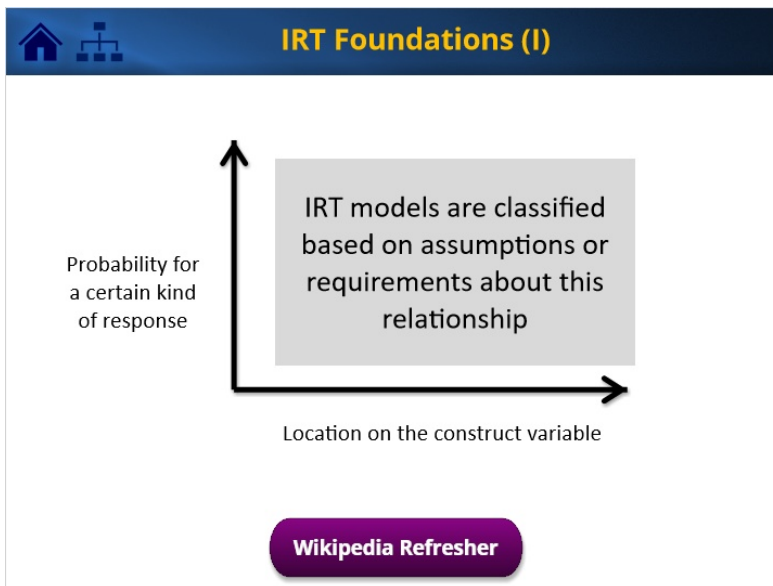 IRT Foundations (I)
Probability for
a certain kind
of response
IRT models are classified
based on assumptions or
requirements about this
relationship
Location on the construct variable
Wikipedia Refresher